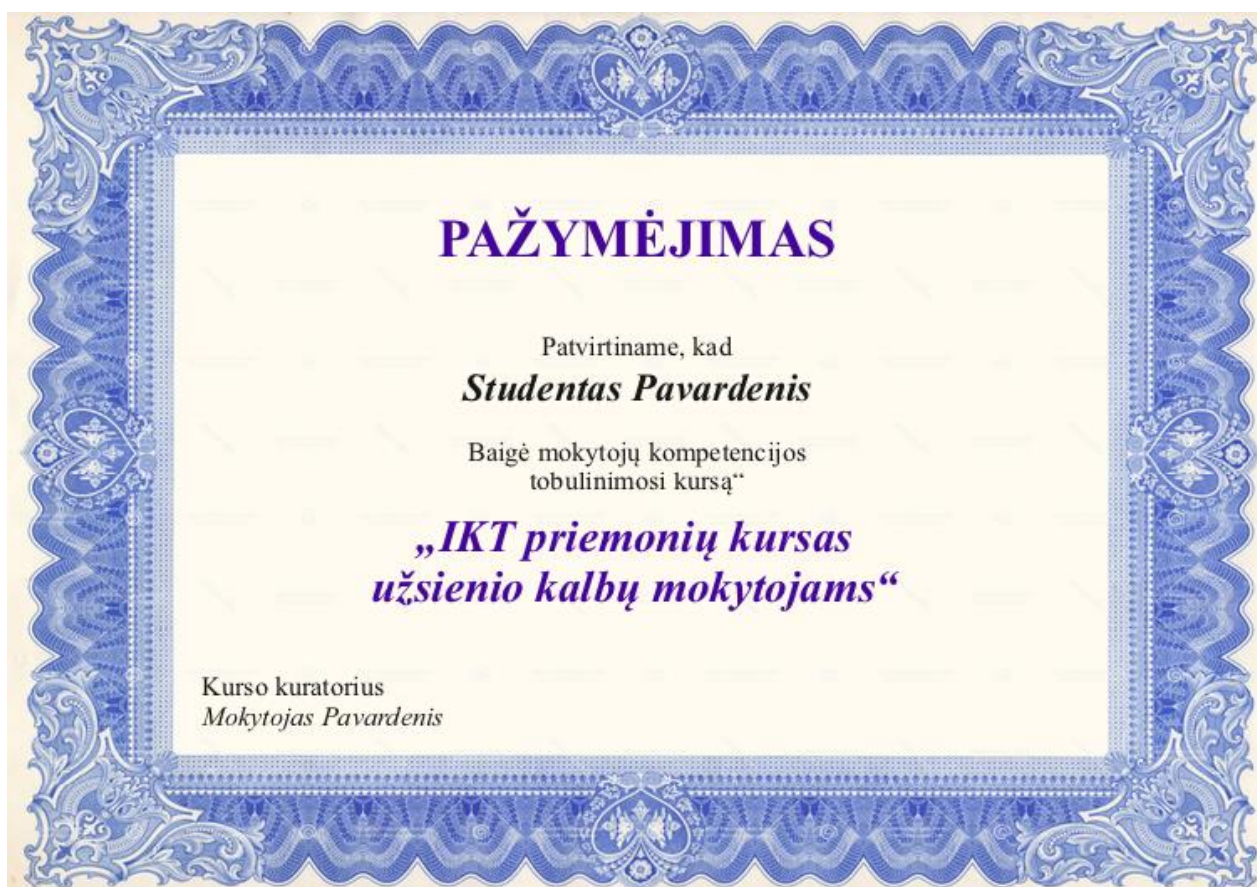 PAŽYMĖJIMAS
Patvirtiname, kad
Studentas Pavardenis
Baigė mokytojų kompetencijos
tobulinimosi kursą“
„IKT priemonių kursas
užsienio kalbų mokytojams“
Kurso kuratorius
Mokytojas Pavardenis